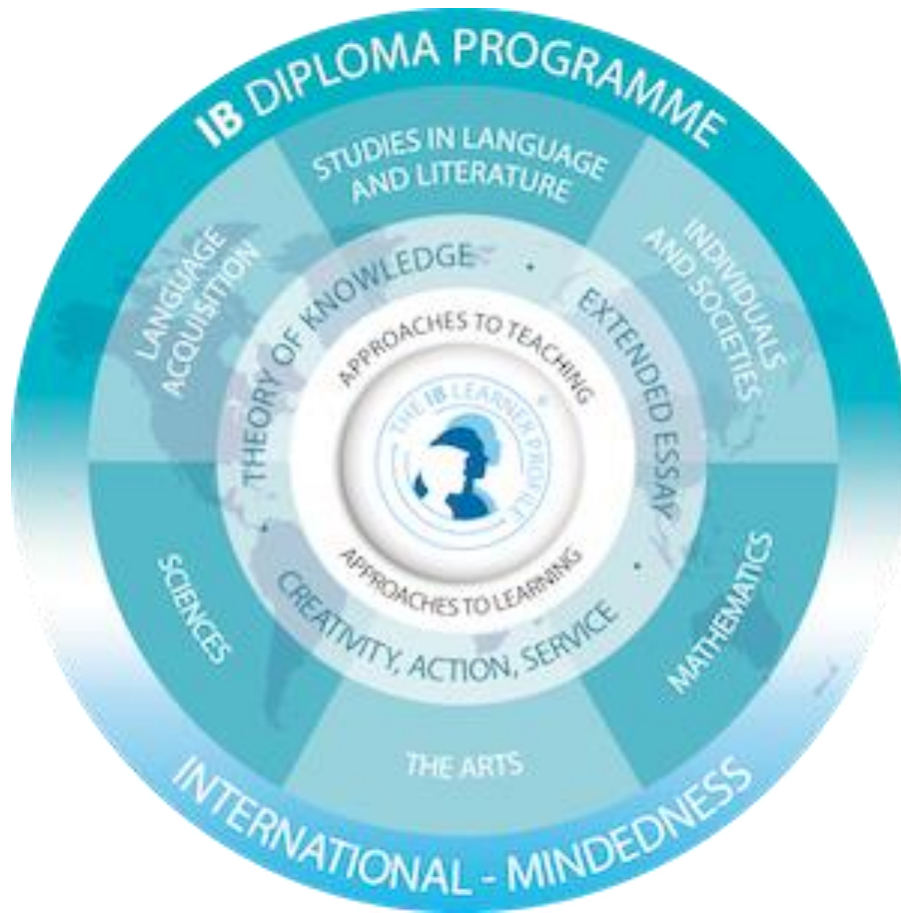 IB DIPLOMA PROGRAMME
STUDIES IN LANGUAGE
AND LITERATURE
INDIVIDUALS
AND SOCIETIES
LANGUAGE
ACQUISITION
MATHEMATICS
SCIENCES
THE ARTS
THEORY OF KNOWLEDGE
EXTENDED ESSAY
CREATIVITY, ACTION, SERVICE
APPROACHES TO TEACHING
APPROACHES TO LEARNING
THE IB LEARNER PROFILE
®
INTERNATIONAL - MINDEDNESS